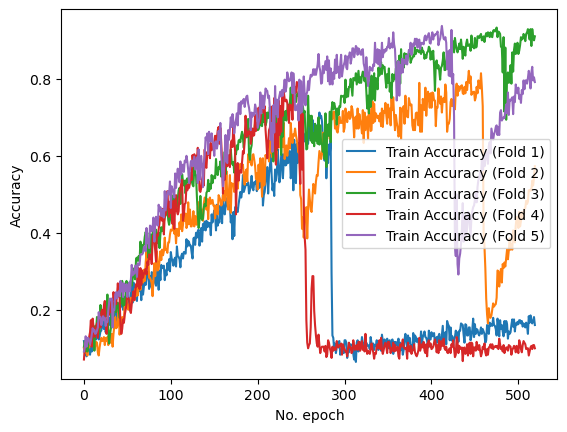 0.8
0.6
0.4
0.2
Accuracy
Train Accuracy (Fold 1)
Train Accuracy (Fold 2)
Train Accuracy (Fold 3)
Train Accuracy (Fold 4)
Train Accuracy (Fold 5)
0 100 200 300 400 500
No. epoch